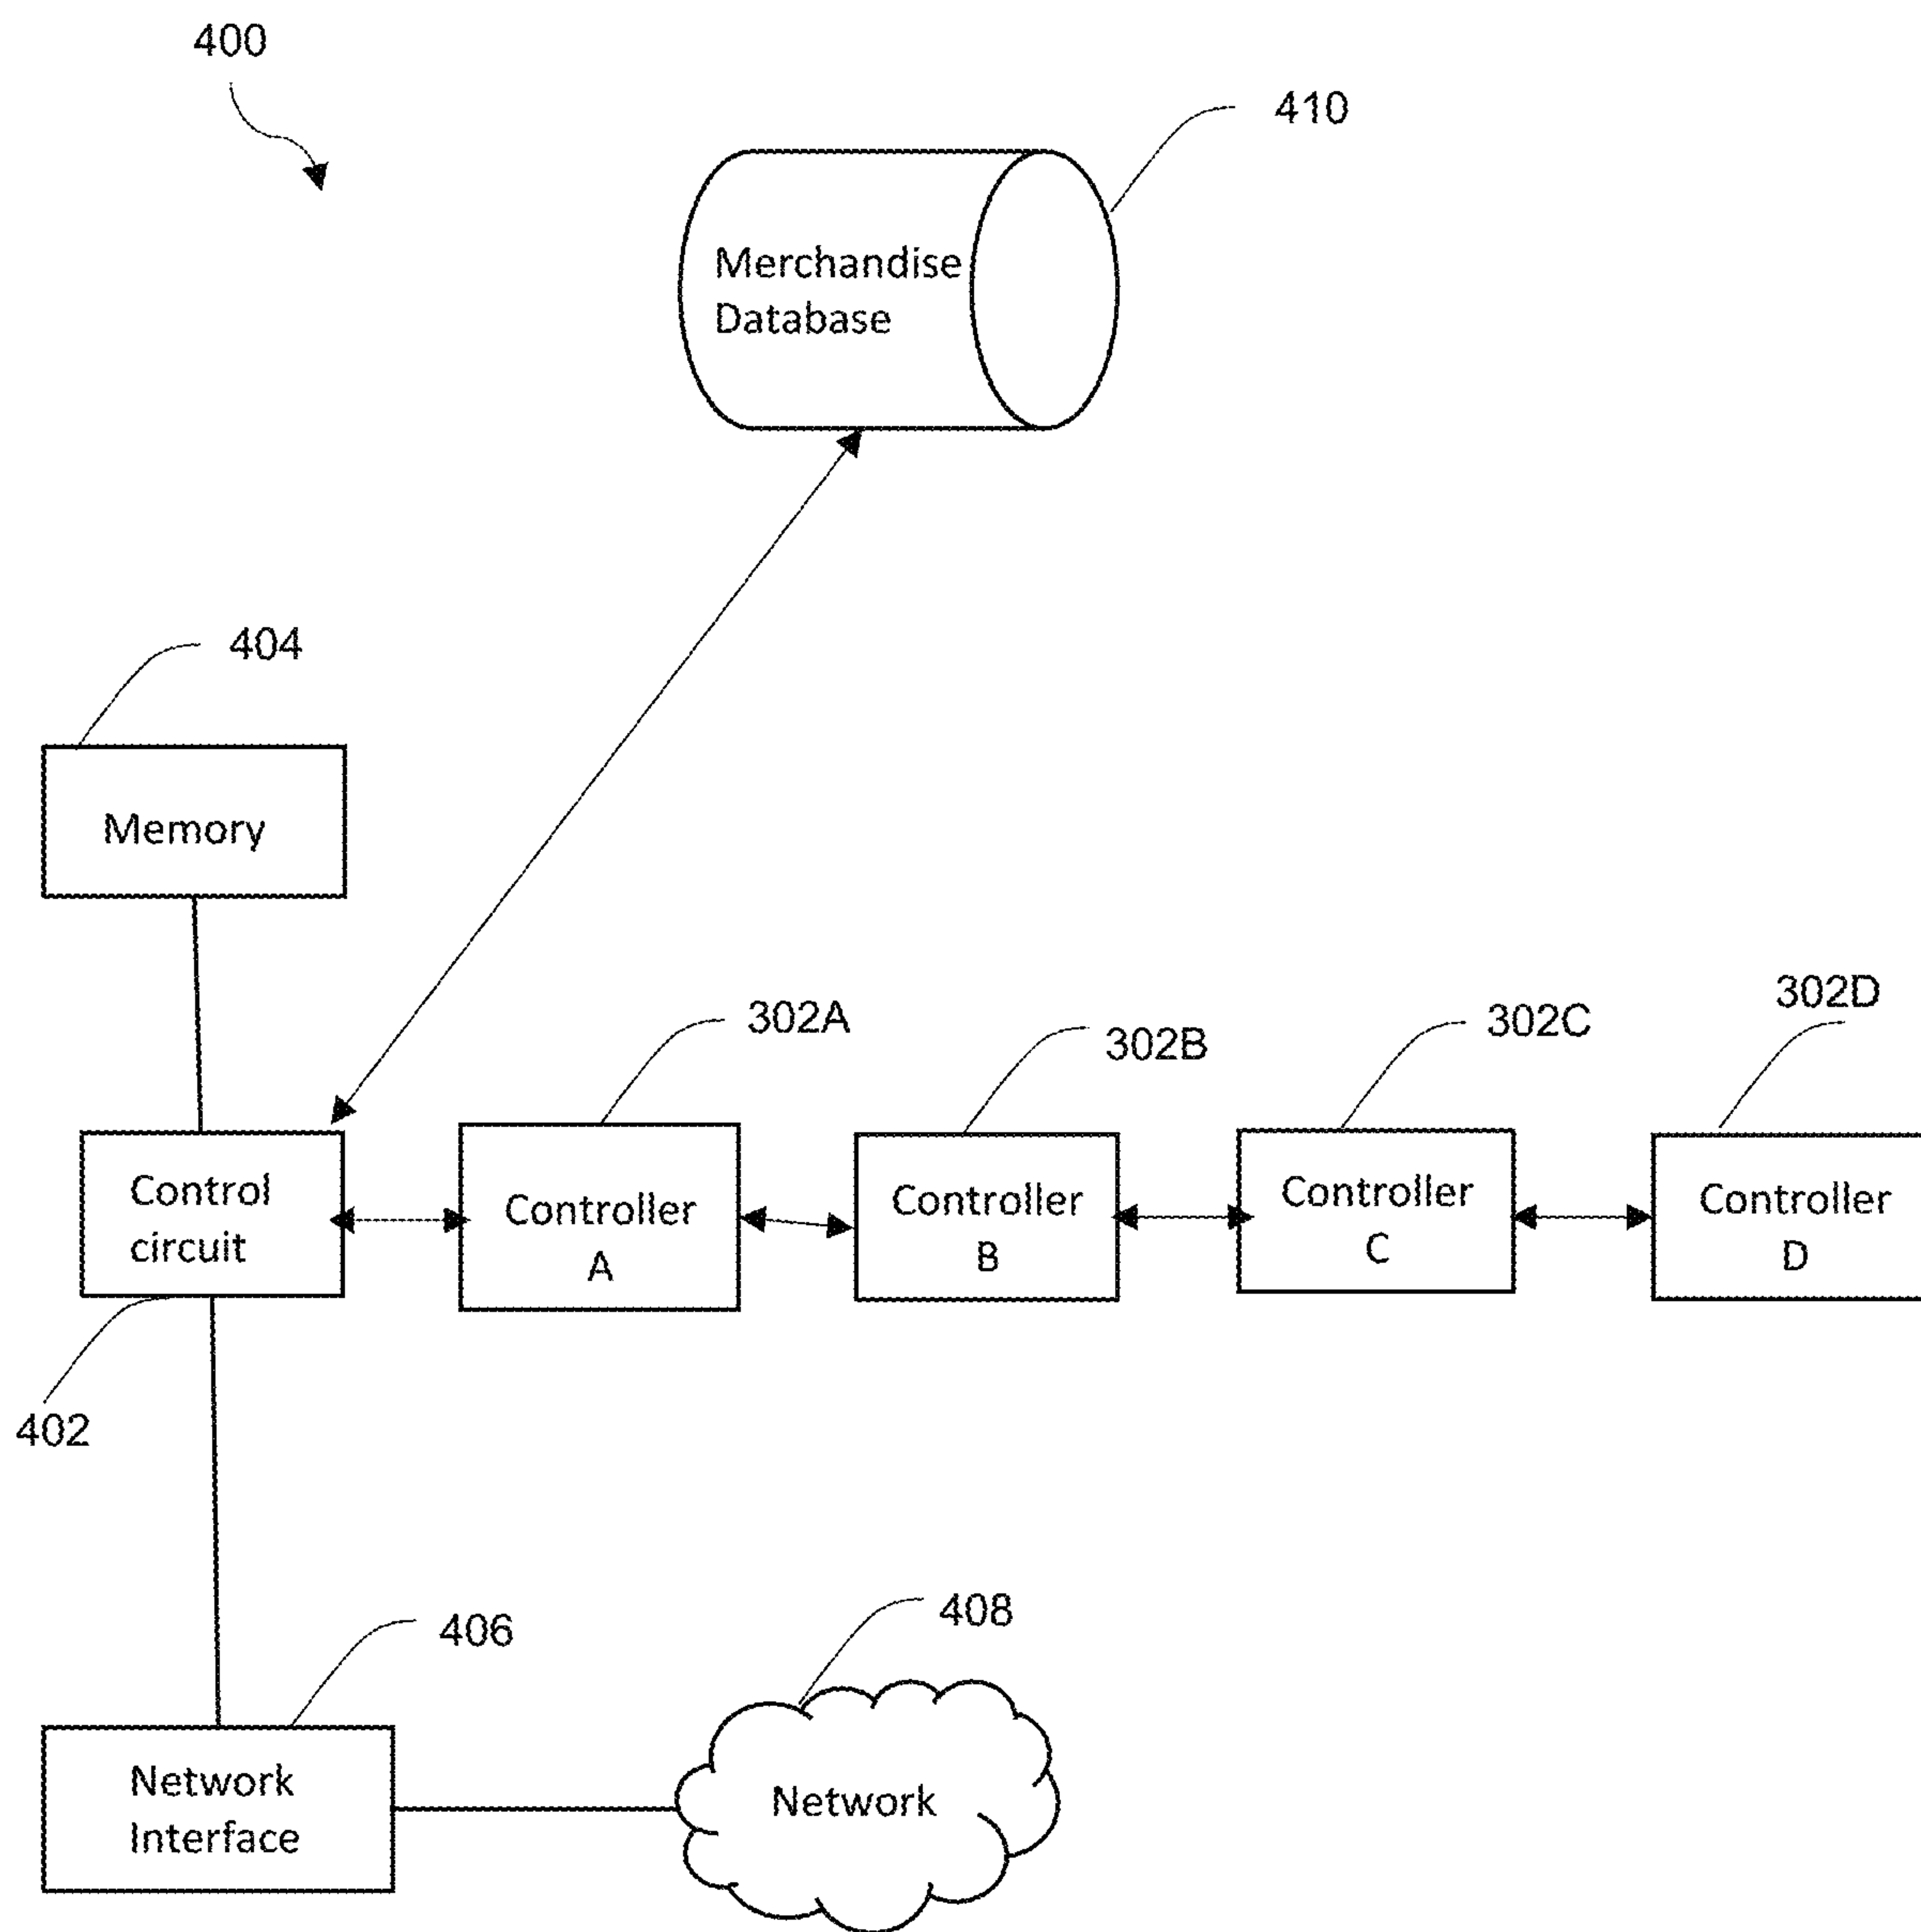 400
410
Merchandise
Database
404
Memory
302A
302B
302C
302D
Control
circuit
Controller
A
Controller
B
Controller
C
Controller
D
402
406
408
Network
Interface
Network